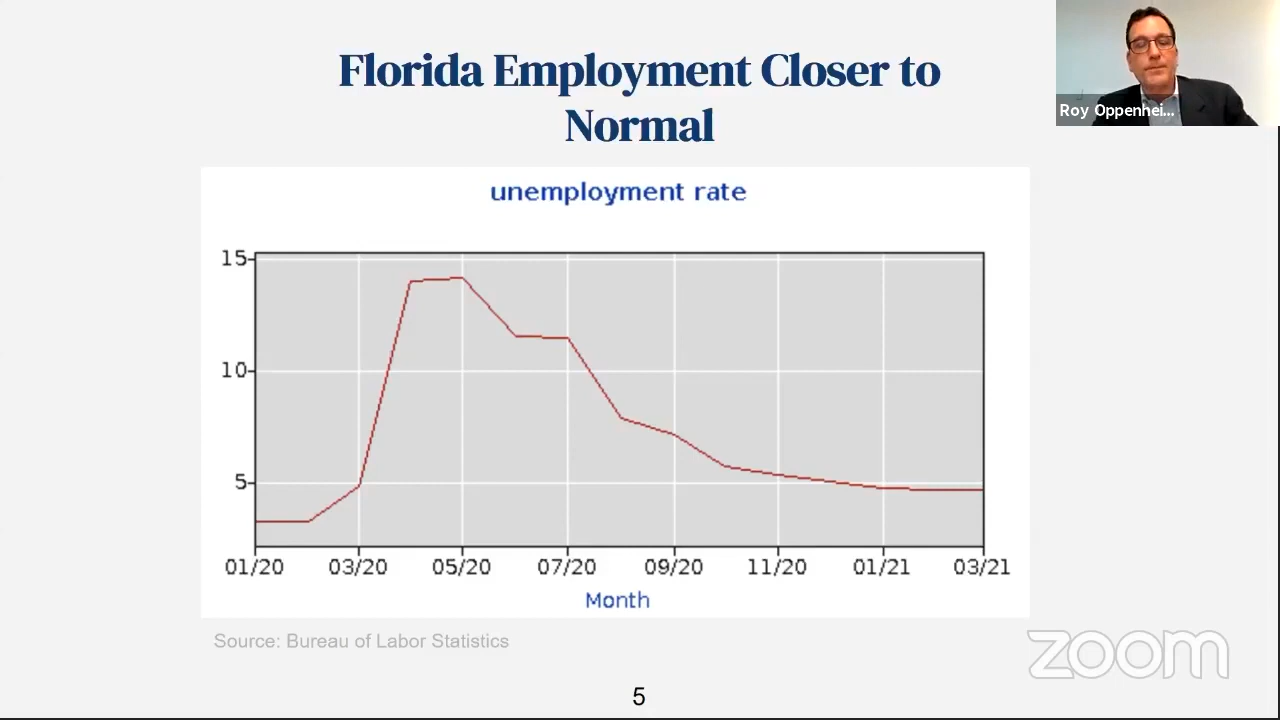 Florida Employment Closer to
Normal
Roy Oppenhei...
unemployment rate
15
10
5
01/20 03/20 05/20 07/20 09/20 11/20 01/21 03/21
Month
Source: Bureau of Labor Statistics
zoom
5